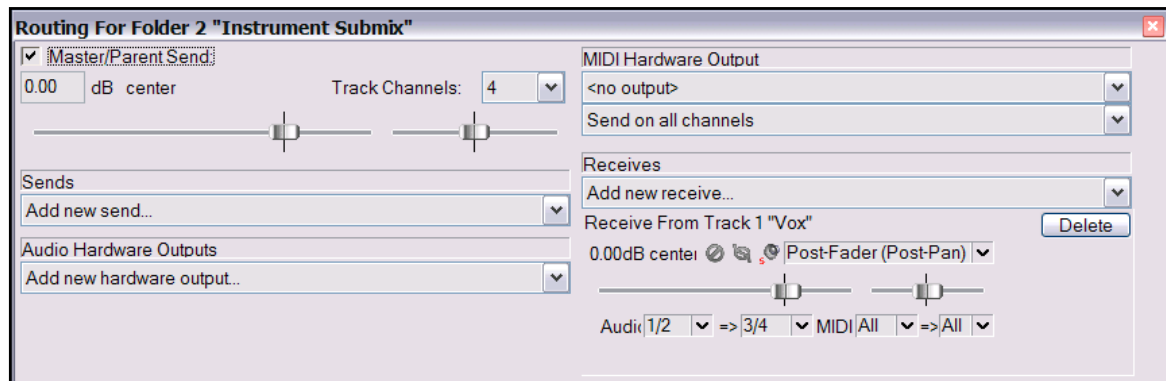 Routing For Folder 2 "Instrument Submix"
Master/Parent Send:
0.00 dB center Track Channels: 4
Sends
Add new send...
Audio Hardware Outputs
Add new hardware output...
MIDI Hardware Output
<no output>
Send on all channels
Receives
Add new receive...
Receive From Track 1 "Vox" Delete
0.00dB center s Post-Fader (Post-Pan)
Audio 1/2 => 3/4 MIDI All => All